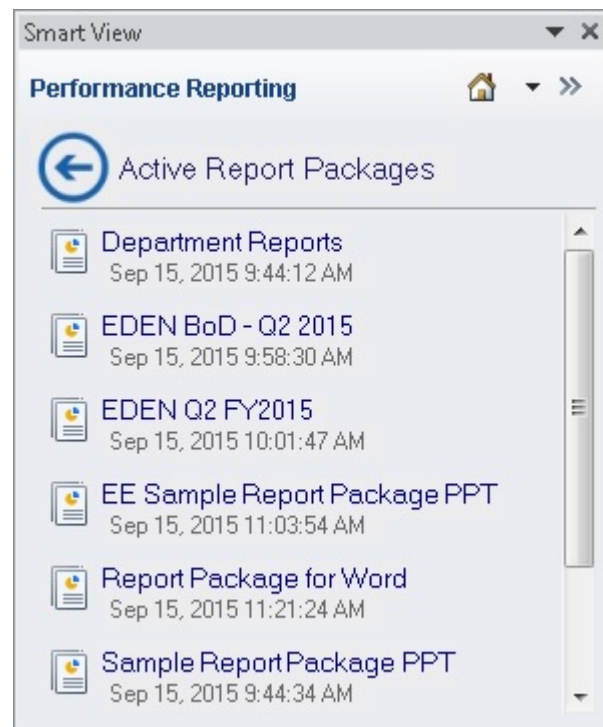 Smart View
Performance Reporting
Active Report Packages
Department Reports
Sep 15, 2015 9:44:12 AM
EDEN BoD - Q2 2015
Sep 15, 2015 9:58:30 AM
EDEN Q2 FY2015
Sep 15, 2015 10:01:47 AM
EE Sample Report Package PPT
Sep 15, 2015 11:03:54 AM
Report Package for Word
Sep 15, 2015 11:21:24 AM
Sample Report Package PPT
Sep 15, 2015 9:44:34 AM